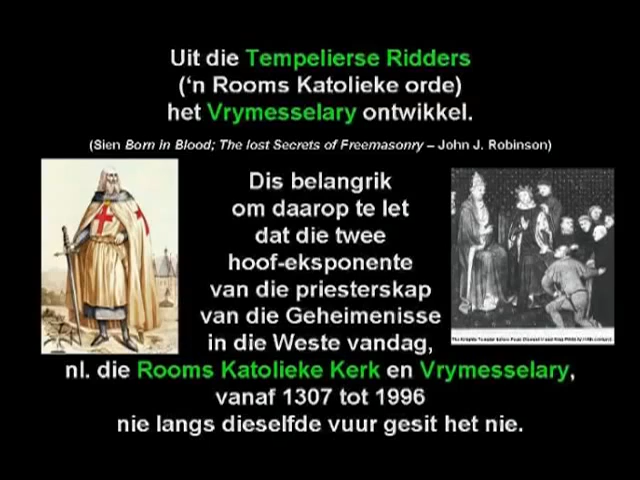 Uit die Tempelierse Ridders
(‘n Rooms Katolieke orde)
het Vrymesselary ontwikkel.
(Sien Born in Blood; The lost Secrets of Freemasonry – John J. Robinson)
Dis belangrik
om daarop te let
dat die twee
hoof-eksponente
van die priesterskap
van die Geheimenisse
in die Weste vandag,
nl. die Rooms Katolieke Kerk en Vrymesselary,
vanaf 1307 tot 1996
nie langs dieselfde vuur gesit het nie.